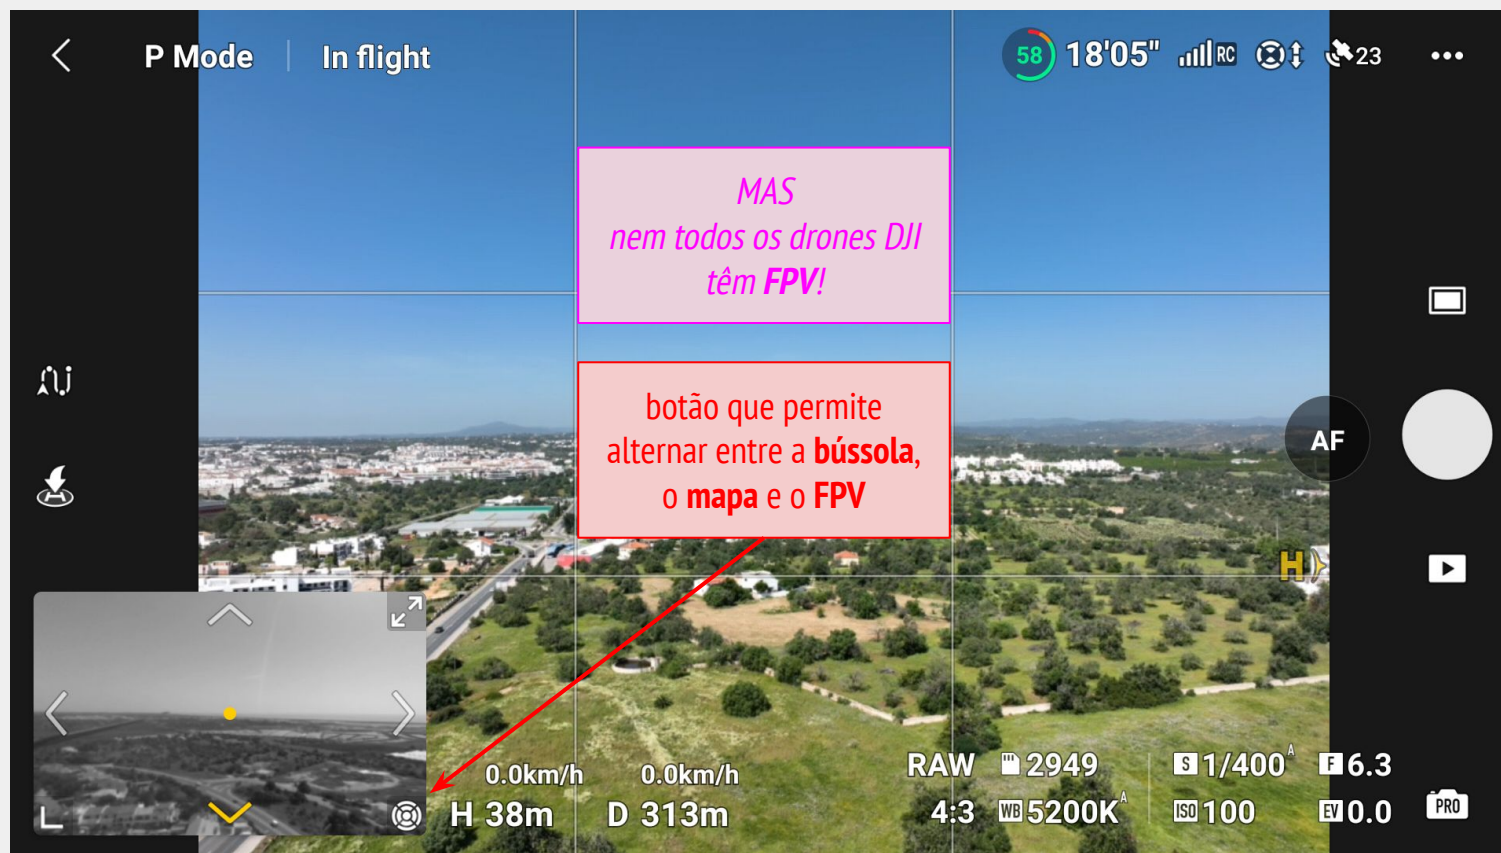 P Mode
In flight
58
18'05"
RC
23
MAS
nem todos os drones DJI
têm FPV!
botão que permite
alternar entre a bússola,
o mapa e o FPV
AF
H
0.0km/h
0.0km/h
H 38m
D 313m
RAW
2949
S 1/400 A
F 6.3
4:3
WB 5200K A
ISO 100
EV 0.0
PRO
L